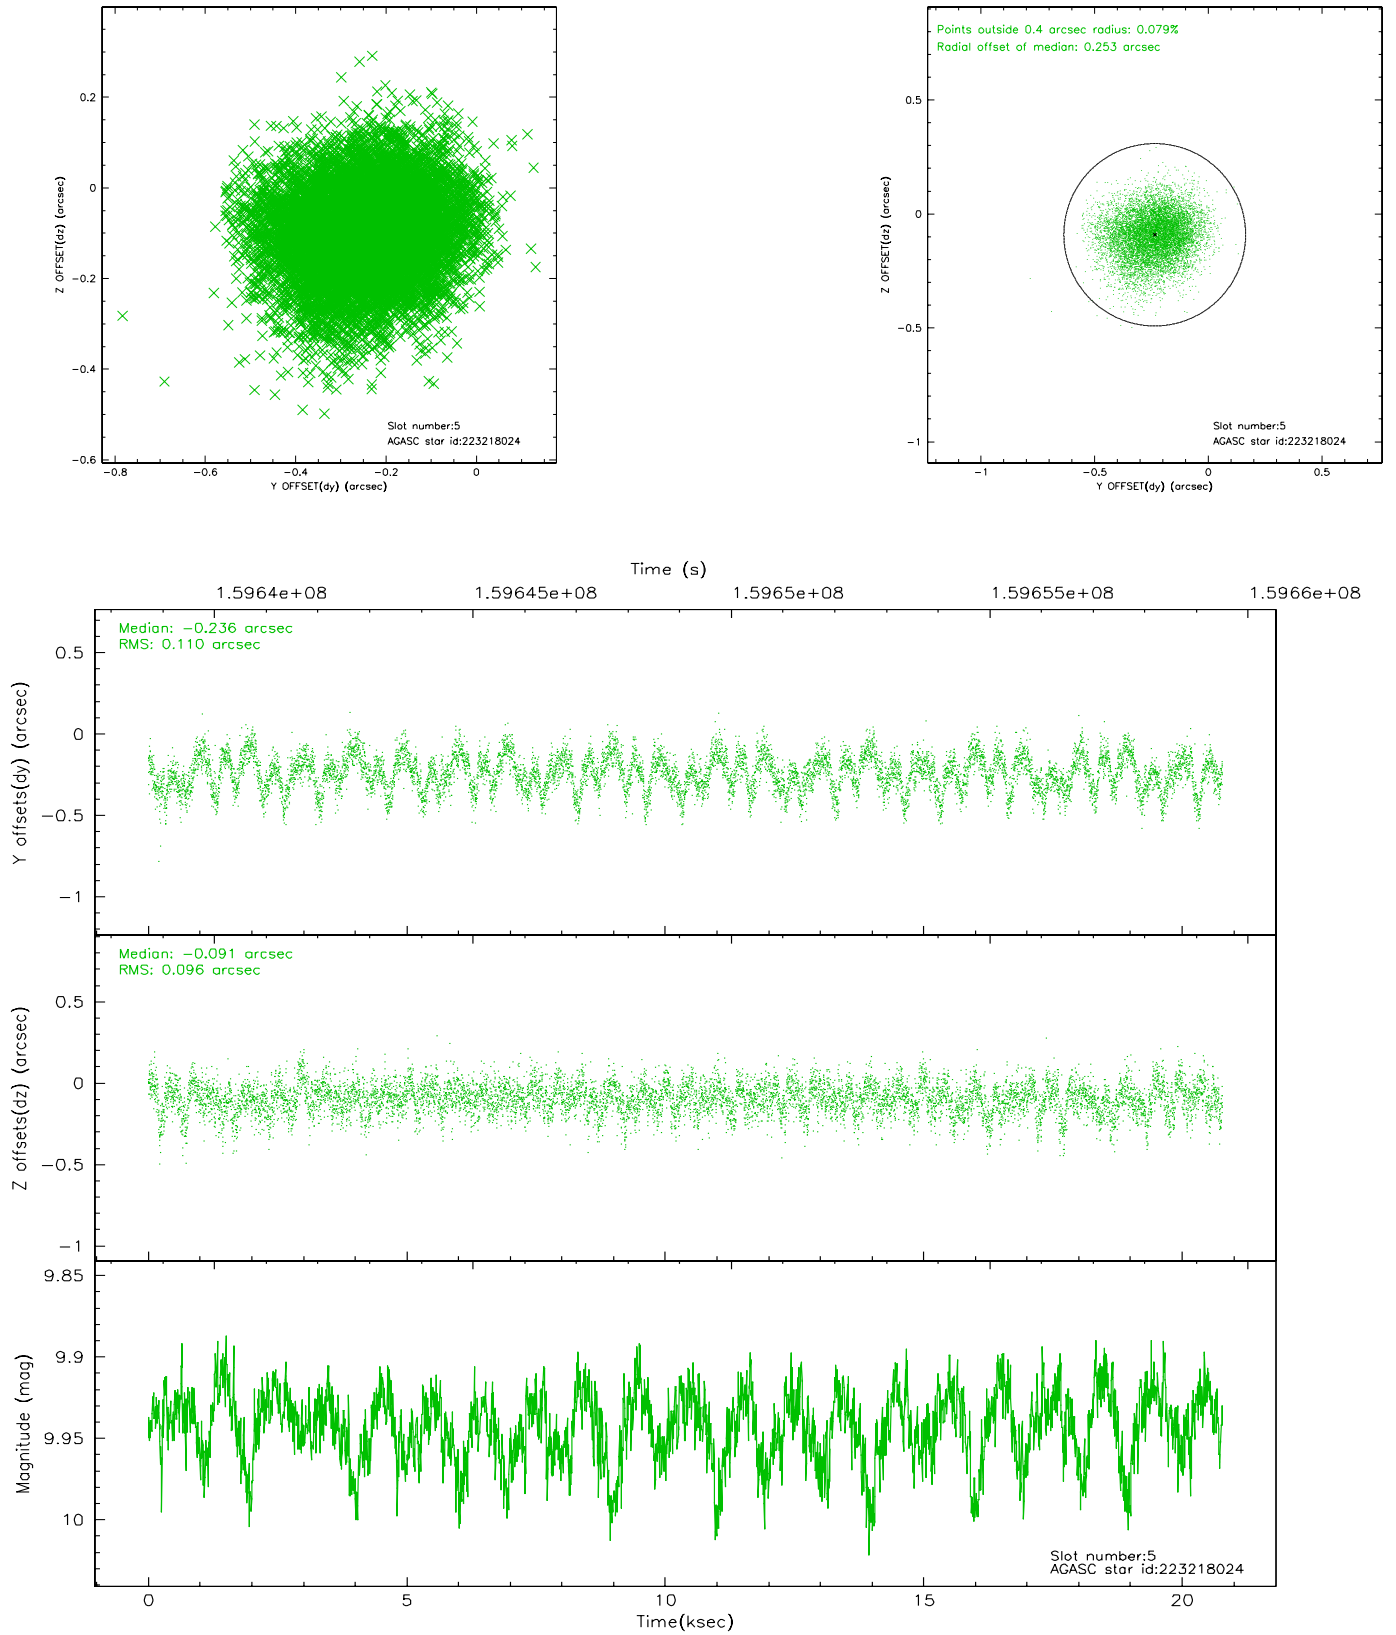 0.2
0
−0.2
−0.4
−0.6
Z OFFSET(dz) (arcsec)
−0.8
−0.6
−0.4
−0.2
0
Y OFFSET(dy) (arcsec)
Slot number:5
AGASC star id:223218024
Points outside 0.4 arcsec radius: 0.079%
Radial offset of median: 0.253 arcsec
0.5
0
−0.5
−1
Z OFFSET(dz) (arcsec)
−1
−0.5
0
0.5
Y OFFSET(dy) (arcsec)
Slot number:5
AGASC star id:223218024
Time (s)
1.5964e+08
1.59645e+08
1.5965e+08
1.59655e+08
1.5966e+08
Median: −0.236 arcsec
RMS: 0.110 arcsec
0.5
0
−0.5
−1
Y offsets(dy) (arcsec)
Median: −0.091 arcsec
RMS: 0.096 arcsec
0.5
0
−0.5
−1
Z offsets(dz) (arcsec)
9.85
9.9
9.95
10
Magnitude (mag)
Slot number:5
AGASC star id:223218024
0
5
10
15
20
Time(ksec)